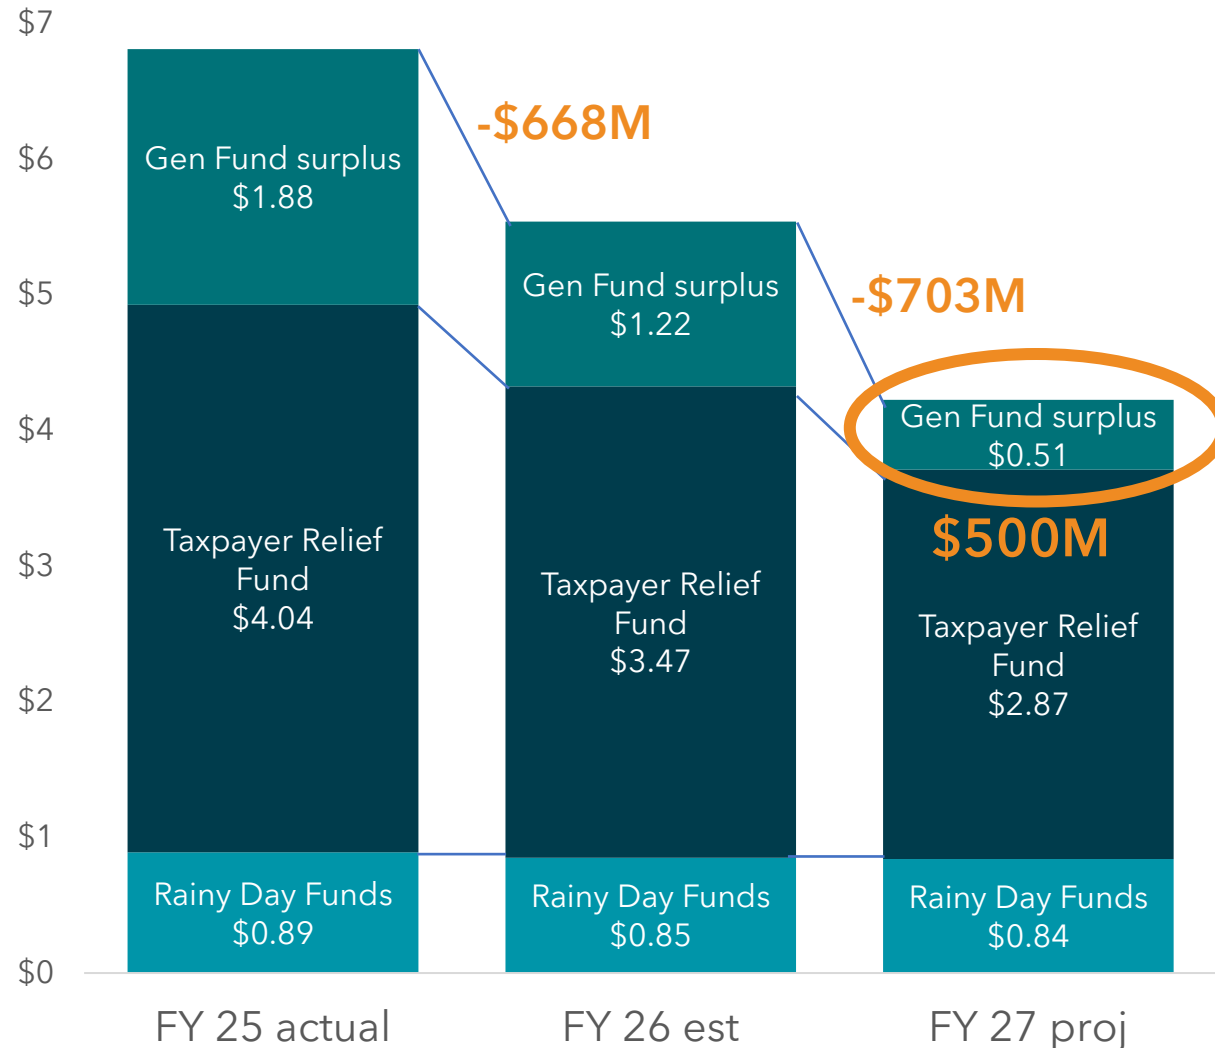 $7
$6
$5
$4
$3
$2
$1
$0
Gen Fund surplus
$1.88
Taxpayer Relief
Fund
$4.04
Rainy Day Funds
$0.89
-$668M
Gen Fund surplus
$1.22
Taxpayer Relief
Fund
$3.47
Rainy Day Funds
$0.85
-$703M
Gen Fund surplus
$0.51
$500M
Taxpayer Relief
Fund
$2.87
Rainy Day Funds
$0.84
FY 25 actual
FY 26 est
FY 27 proj